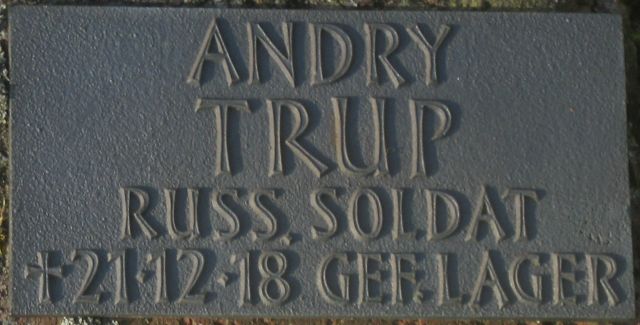 ANDRY
TRUP
RUSS. SOLDAT
†21·12·18 GEF. LAGER